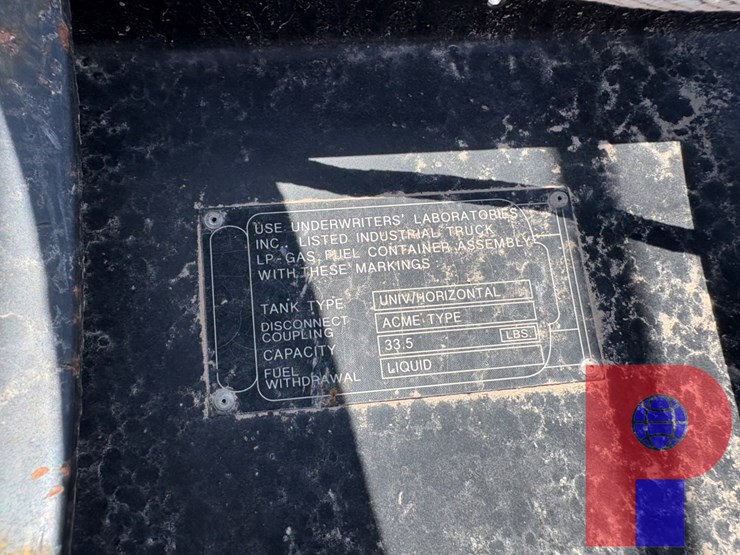 USE UNDERWRITERS' LABORATORIES
INC., LISTED INDUSTRIAL TRUCK
LP-GAS FUEL CONTAINER ASSEMBLY
WITH THESE MARKINGS
TANK TYPE UNIV/HORIZONTAL
DISCONNECT
COUPLING ACME TYPE
CAPACITY 33.5 LBS.
FUEL
WITHDRAWAL LIQUID
P